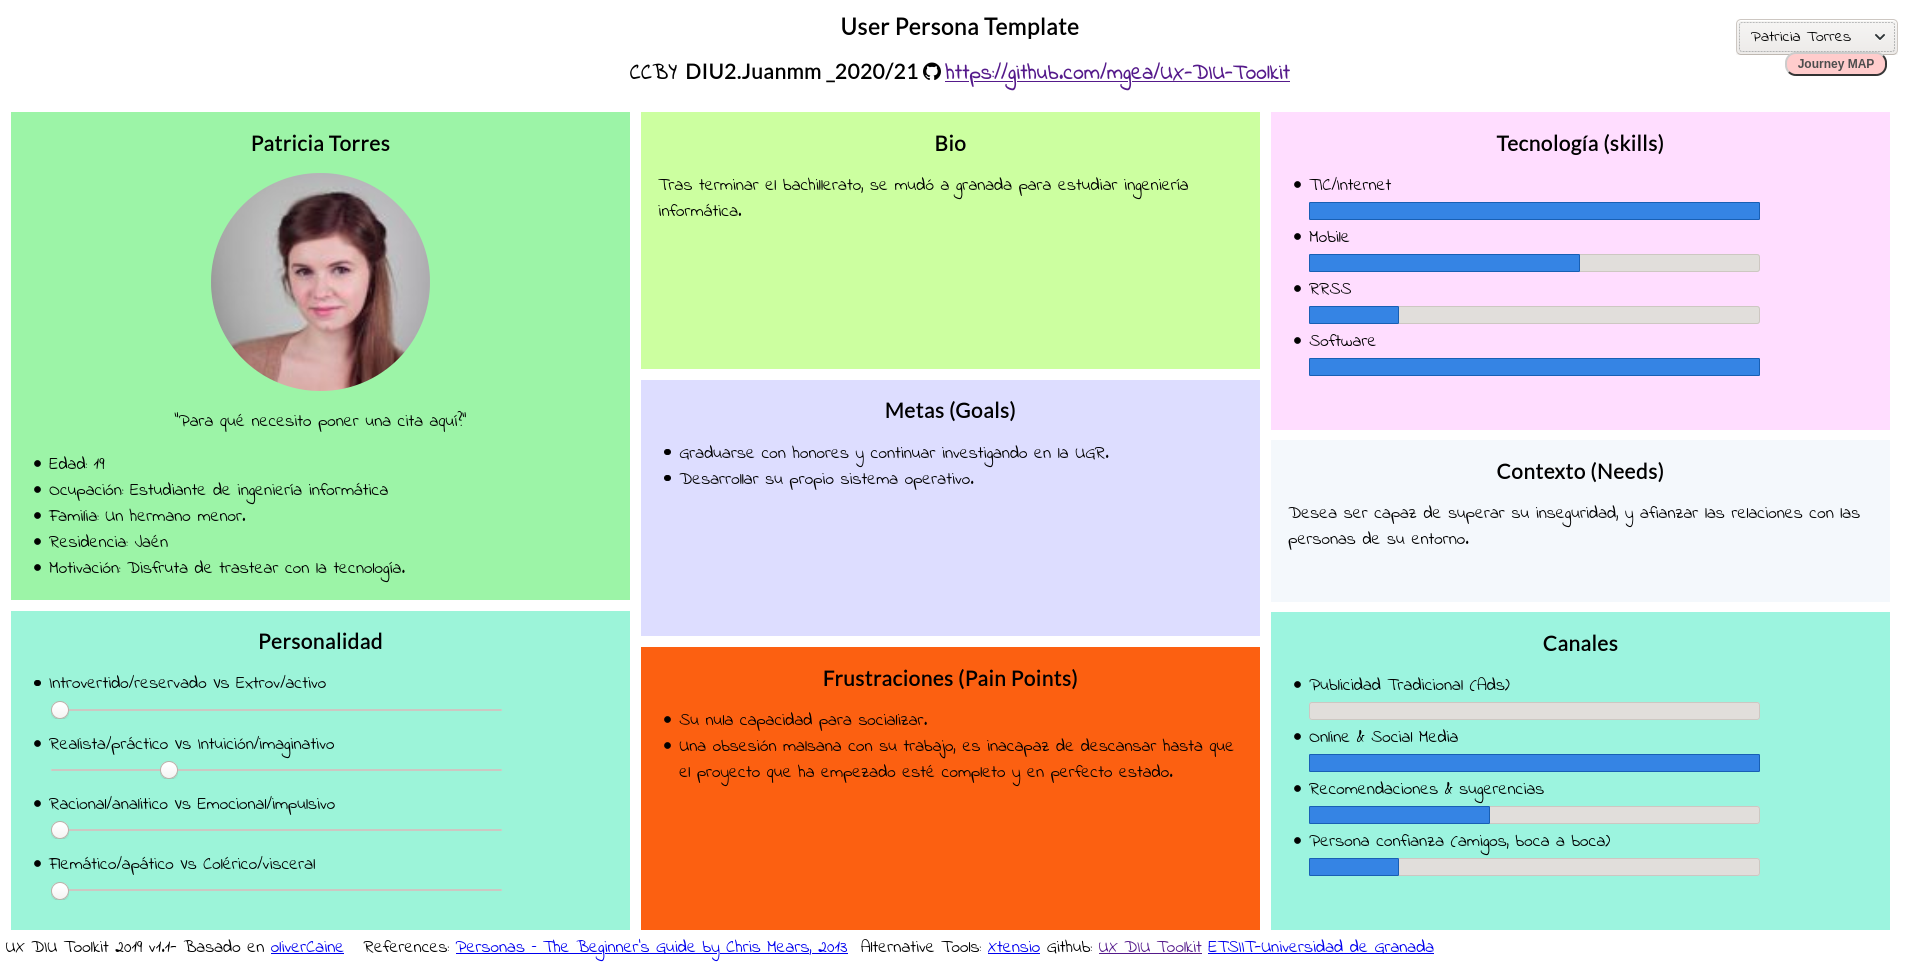 User Persona Template
CCBY DIU2.Juanmm _2020/21 https://github.com/mgea/UX-DIU-Toolkit
Patricia Torres
Journey MAP
Patricia Torres
"Para qué necesito poner una cita aquí?"
Edad: 19
Ocupación: Estudiante de ingeniería informática
Familia: Un hermano menor.
Residencia: Jaén
Motivación: Disfruta de trastear con la tecnología.
Personalidad
Introvertido/reservado Vs Extrov/activo
Realista/práctico Vs Intuición/imaginativo
Racional/analitico Vs Emocional/impulsivo
Flemático/apático Vs Colérico/visceral
Bio
Tras terminar el bachillerato, se mudó a granada para estudiar ingeniería
informática.
Metas (Goals)
Graduarse con honores y continuar investigando en la UGR.
Desarrollar su propio sistema operativo.
Frustraciones (Pain Points)
Su nula capacidad para socializar.
Una obsesión malsana con su trabajo, es inacapaz de descansar hasta que
el proyecto que ha empezado esté completo y en perfecto estado.
Tecnología (skills)
TIC/Internet
Mobile
RRSS
Software
Contexto (Needs)
Desea ser capaz de superar su inseguridad, y afianzar las relaciones con las
personas de su entorno.
Canales
Publicidad Tradicional (Ads)
Online & Social Media
Recomendaciones & sugerencias
Persona confianza (amigos, boca a boca)
UX DIU Toolkit 2019 v1.1- Basado en oliverCaine References: Personas - The Beginner's Guide by Chris Mears, 2013 Alternative Tools: Xtensio Github: UX DIU Toolkit ETSIIT-Universidad de Granada